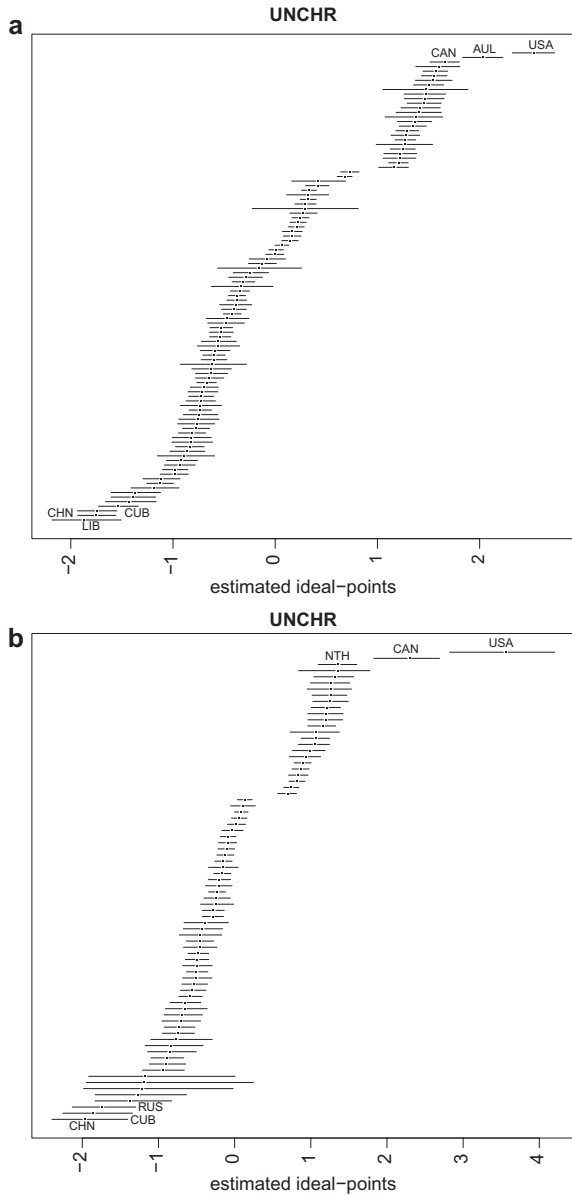 UNCHR
a
USA
AUL
CAN
CHN
CUB
LIB
−2 −1 0 1 2
estimated ideal−points
UNCHR
b
USA
CAN
NTH
RUS
CUB
CHN
−2 −1 0 1 2 3 4
estimated ideal−points